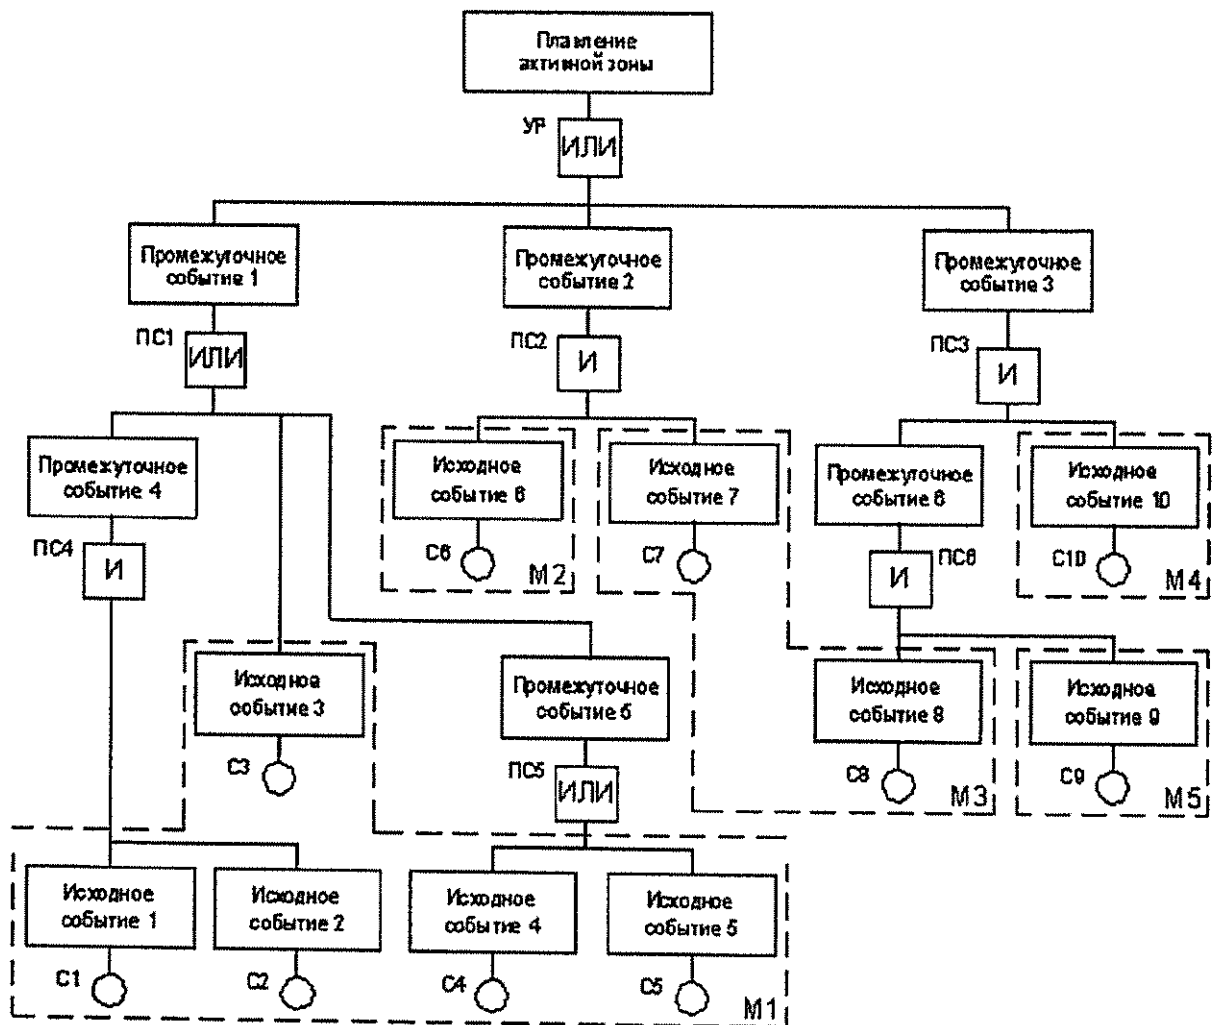 Плавление
активной зоны
УР
ИЛИ
Промежуточное
событие 1
Промежуточное
событие 2
Промежуточное
событие 3
ПС1
ИЛИ
ПС2
И
ПС3
И
Промежуточное
событие 4
Исходное
событие 6
Исходное
событие 7
Промежуточное
событие 6
Исходное
событие 10
ПС4
И
С6
М2
С7
ПС6
И
С10
М4
Исходное
событие 3
Промежуточное
событие 5
Исходное
событие 8
Исходное
событие 9
С3
ПС5
ИЛИ
С8
М3
С9
М5
Исходное
событие 1
Исходное
событие 2
Исходное
событие 4
Исходное
событие 5
С1
С2
С4
С5
М1